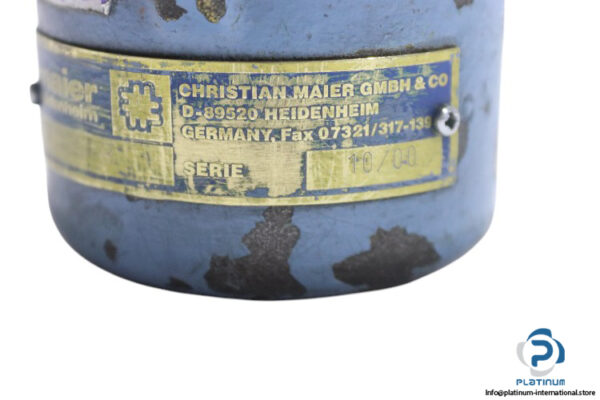 CHRISTIAN MAIER GMBH & CO
D-89520 HEIDENHEIM
GERMANY, Fax 07321/317-139
SERIE 10/00
PLATINUM
Info@platinum-international.store